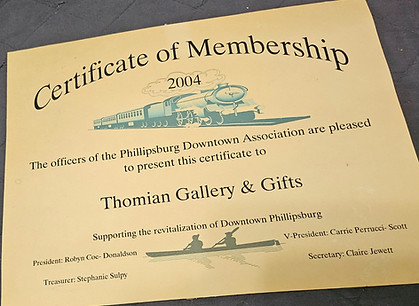 Certificate of Membership
2004
The officers of the Phillipsburg Downtown Association are pleased
to present this certificate to
Thomian Gallery & Gifts
Supporting the revitalization of Downtown Phillipsburg
President: Robyn Coe- Donaldson
V-President: Carrie Perrucci- Scott
Treasurer: Stephanie Sulpy
Secretary: Claire Jewett